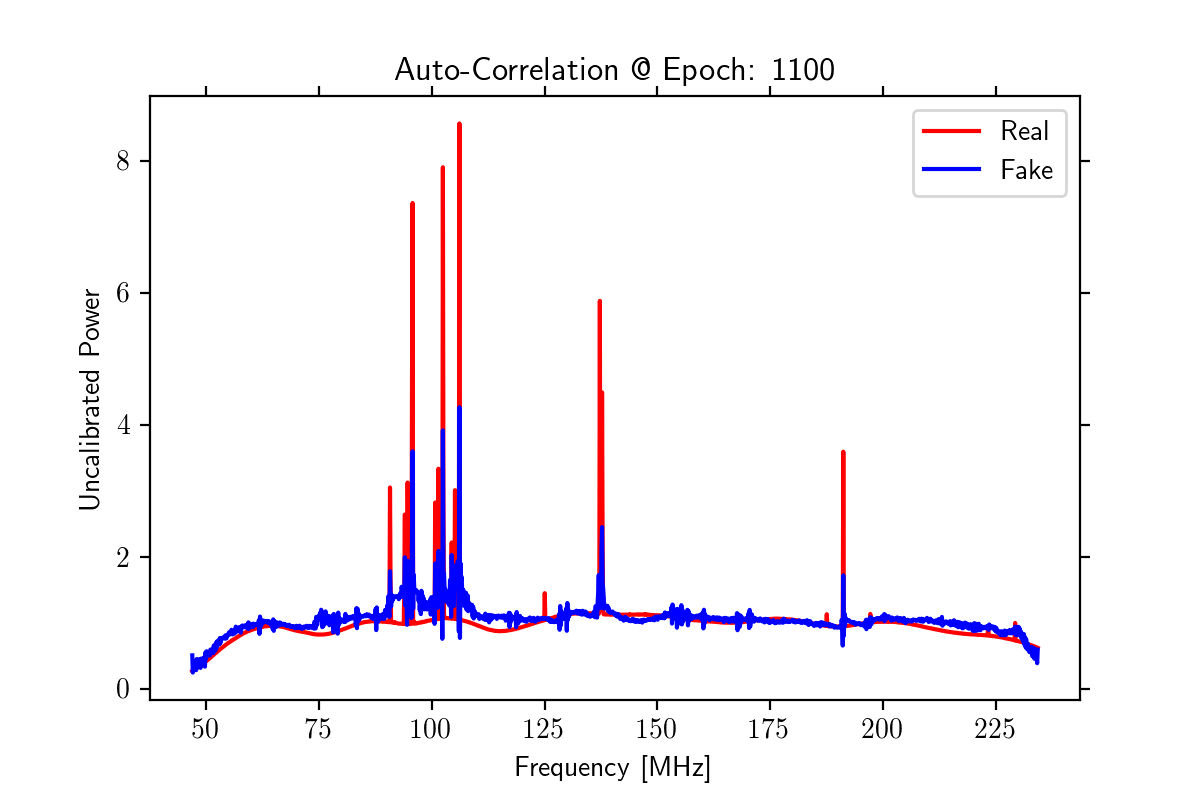 Auto-Correlation @ Epoch: 1100
Real
Fake
Uncalibrated Power
8
6
4
2
0
50 75 100 125 150 175 200 225
Frequency [MHz]